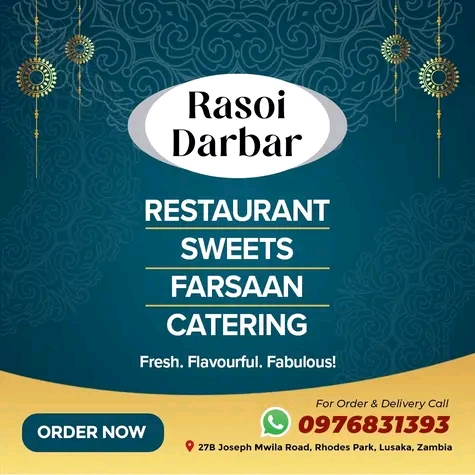 Rasoi
Darbar
RESTAURANT
SWEETS
FARSAAN
CATERING
Fresh. Flavourful. Fabulous!
For Order & Delivery Call
0976831393
ORDER NOW
27B Joseph Mwila Road, Rhodes Park, Lusaka, Zambia